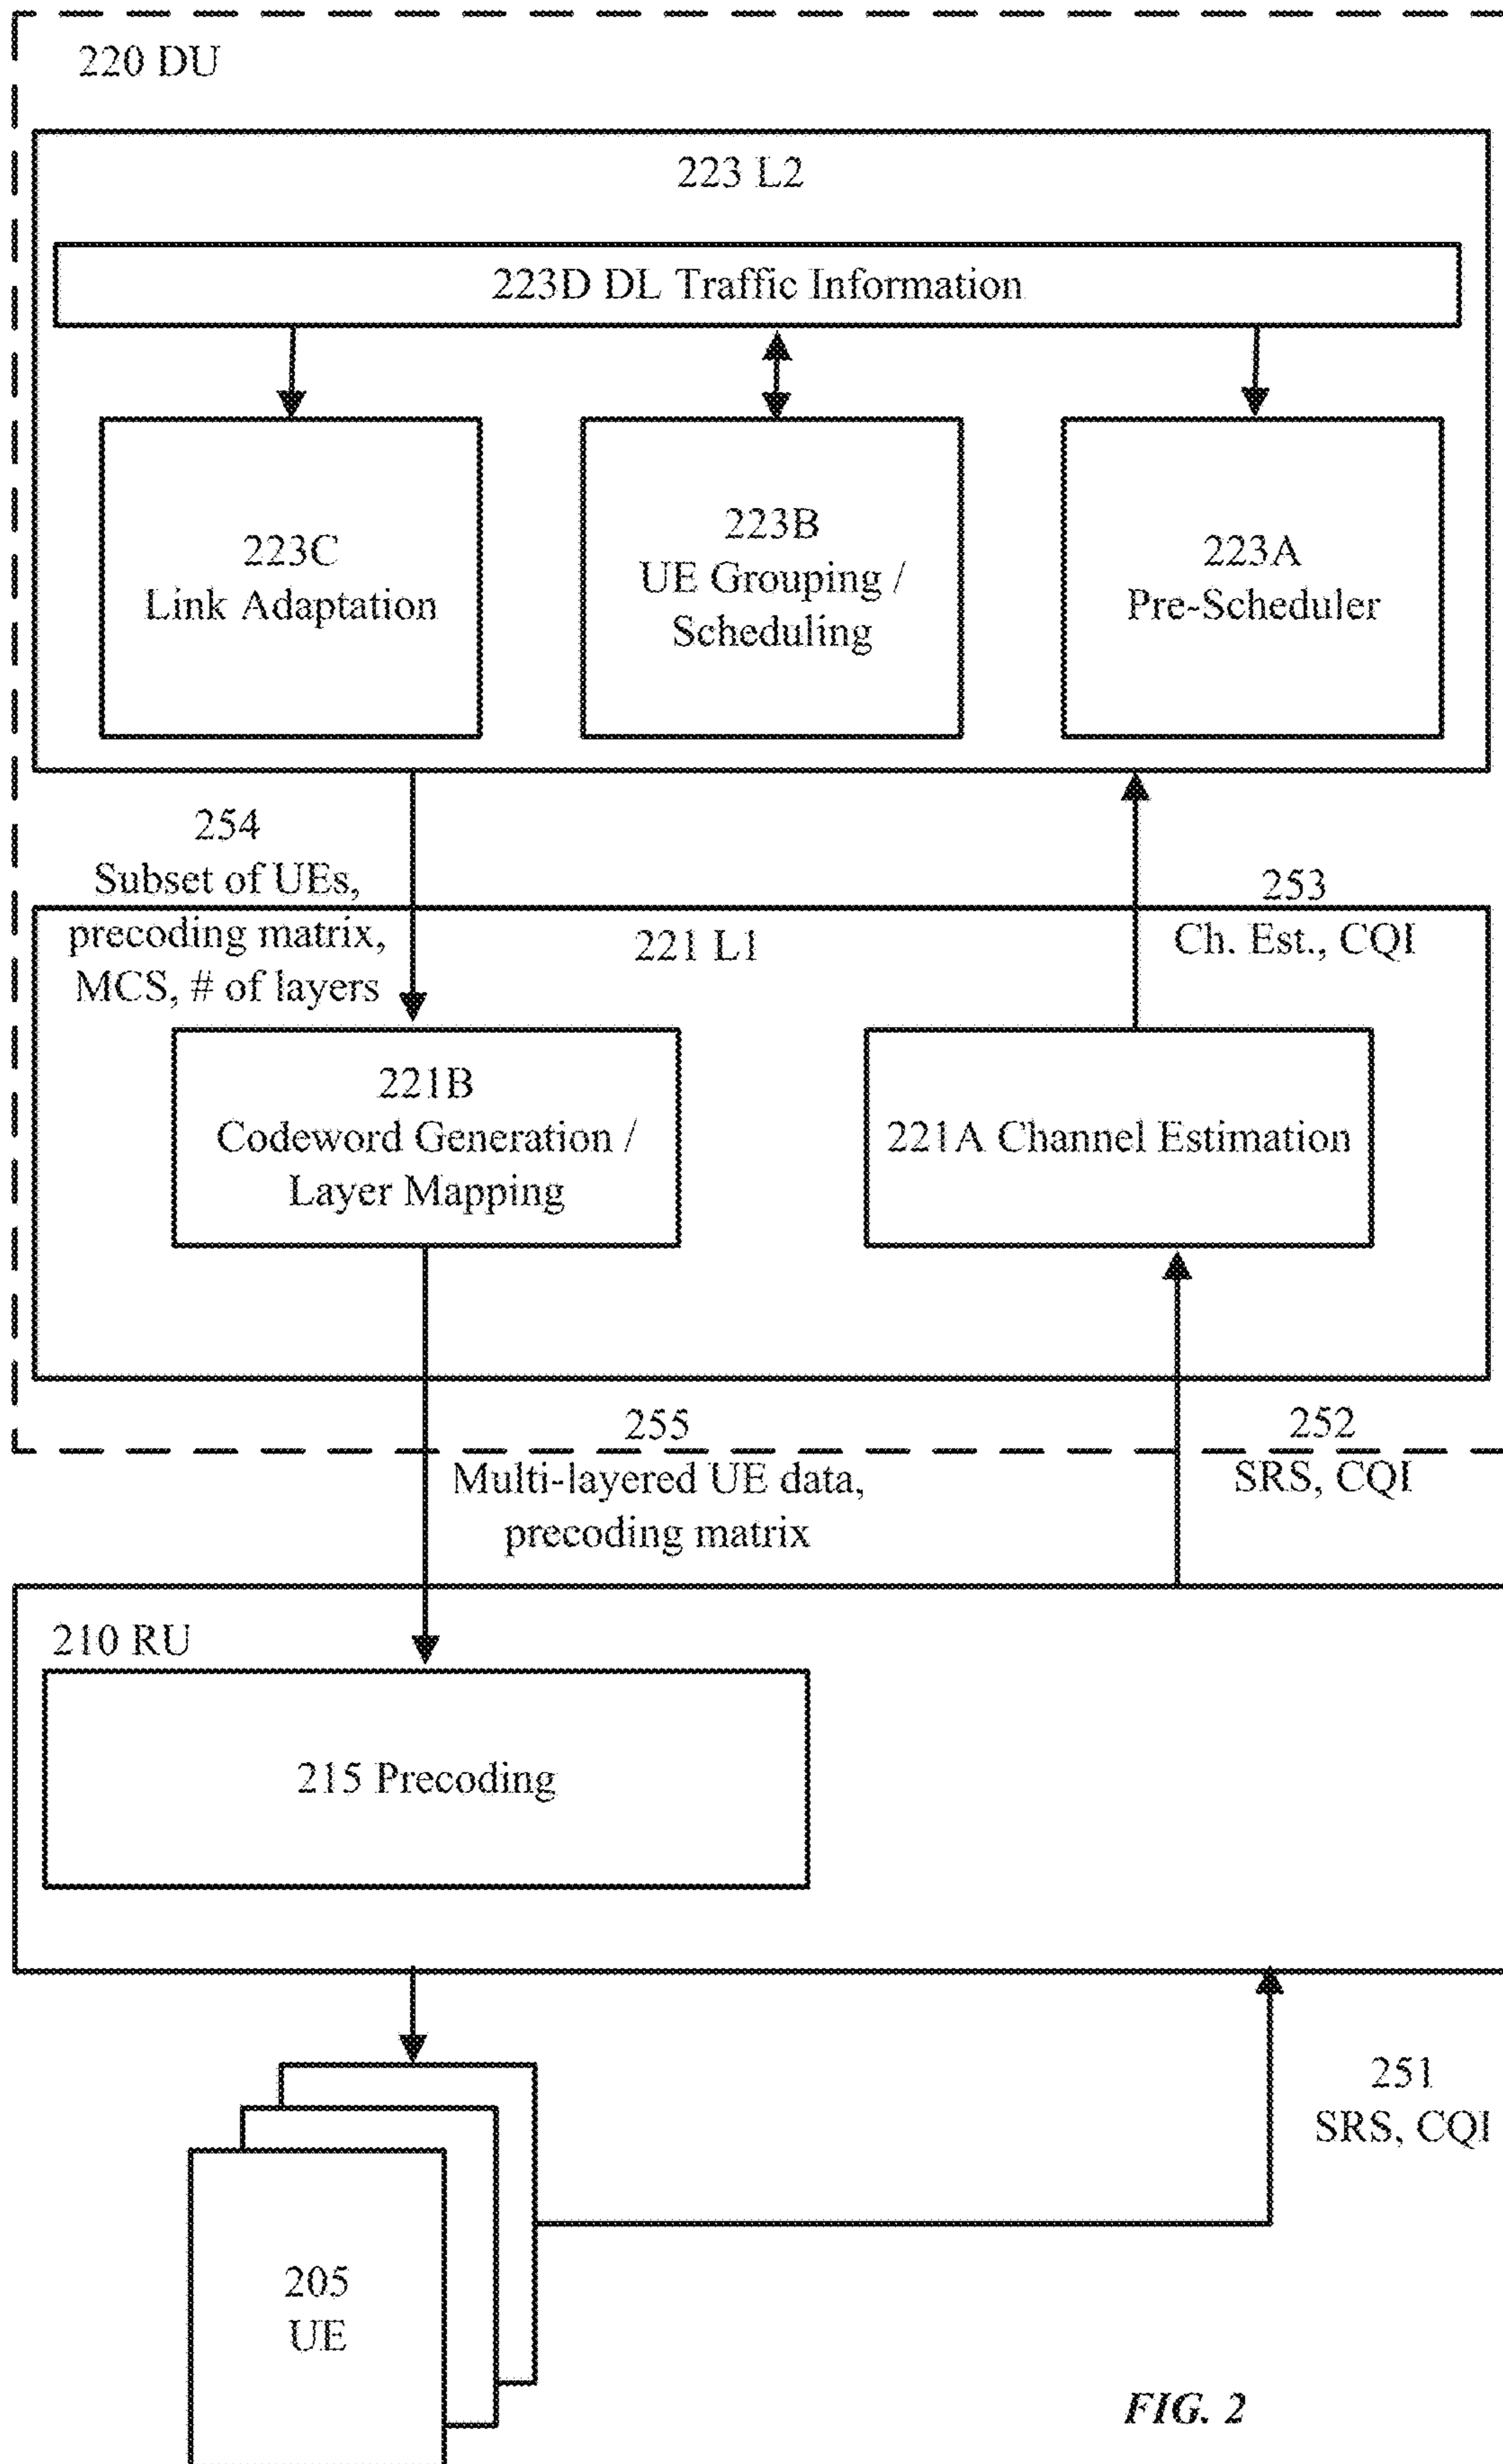 220 DU
223 L2
223D DL Traffic Information
223C
Link Adaptation
223B
UE Grouping /
Scheduling
223A
Pre-Scheduler
254
Subset of UEs,
precoding matrix,
MCS, # of layers
253
Ch. Est., CQI
221 L1
221B
Codeword Generation /
Layer Mapping
221A Channel Estimation
255
Multi-layered UE data,
precoding matrix
252
SRS, CQI
210 RU
215 Precoding
251
SRS, CQI
205
UE
FIG. 2